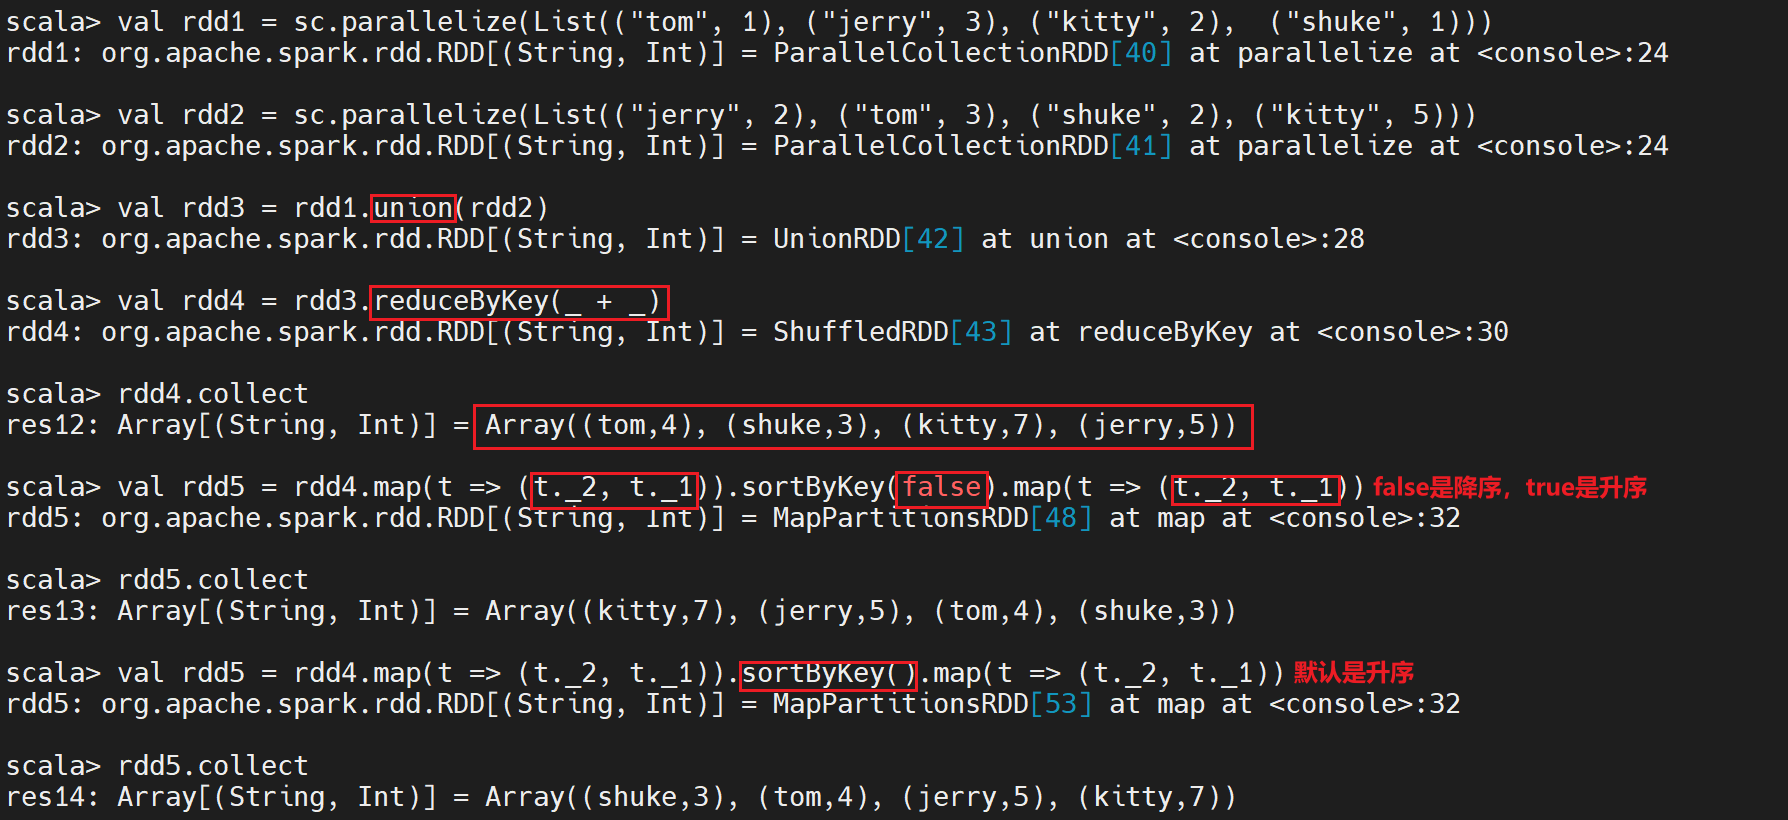 scala> val rdd1 = sc.parallelize(List(("tom", 1), ("jerry", 3), ("kitty", 2),  ("shuke", 1)))
rdd1: org.apache.spark.rdd.RDD[(String, Int)] = ParallelCollectionRDD[40] at parallelize at <console>:24
scala> val rdd2 = sc.parallelize(List(("jerry", 2), ("tom", 3), ("shuke", 2), ("kitty", 5)))
rdd2: org.apache.spark.rdd.RDD[(String, Int)] = ParallelCollectionRDD[41] at parallelize at <console>:24
scala> val rdd3 = rdd1.union(rdd2)
rdd3: org.apache.spark.rdd.RDD[(String, Int)] = UnionRDD[42] at union at <console>:28
scala> val rdd4 = rdd3.reduceByKey(_ + _)
rdd4: org.apache.spark.rdd.RDD[(String, Int)] = ShuffledRDD[43] at reduceByKey at <console>:30
scala> rdd4.collect
res12: Array[(String, Int)] = Array((tom,4), (shuke,3), (kitty,7), (jerry,5))
scala> val rdd5 = rdd4.map(t => (t._2, t._1)).sortByKey(false).map(t => (t._2, t._1)) false是降序，true是升序
rdd5: org.apache.spark.rdd.RDD[(String, Int)] = MapPartitionsRDD[48] at map at <console>:32
scala> rdd5.collect
res13: Array[(String, Int)] = Array((kitty,7), (jerry,5), (tom,4), (shuke,3))
scala> val rdd5 = rdd4.map(t => (t._2, t._1)).sortByKey().map(t => (t._2, t._1)) 默认是升序
rdd5: org.apache.spark.rdd.RDD[(String, Int)] = MapPartitionsRDD[53] at map at <console>:32
scala> rdd5.collect
res14: Array[(String, Int)] = Array((shuke,3), (tom,4), (jerry,5), (kitty,7))